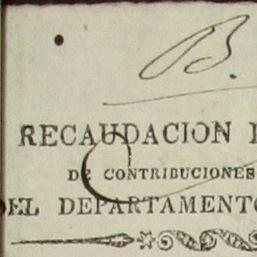 B.
RECAUDACION
DE CONTRIBUCIONES
DEL DEPARTAMENTO